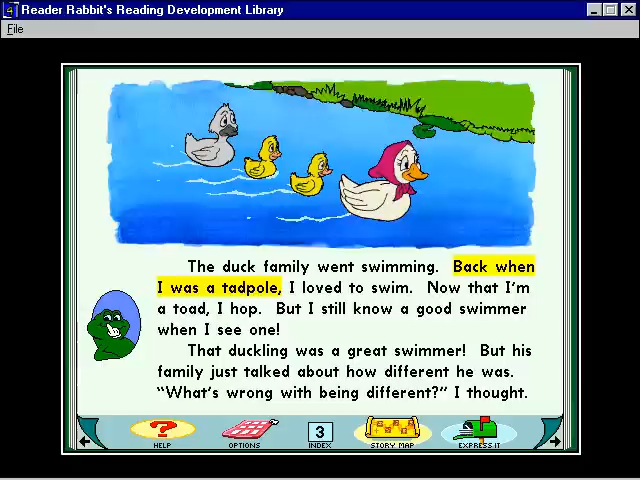 Reader Rabbit's Reading Development Library
File
The duck family went swimming. Back when
I was a tadpole, I loved to swim. Now that I'm
a toad, I hop. But I still know a good swimmer
when I see one!
That duckling was a great swimmer! But his
family just talked about how different he was.
“What's wrong with being different?” I thought.
HELP
OPTIONS
3
INDEX
STORY MAP
EXPRESS IT